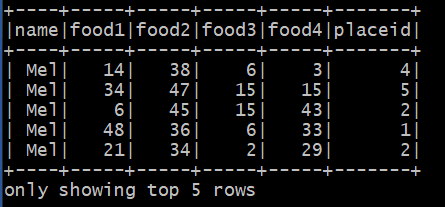 +----+-----+-----+-----+-----+-------+
|name|food1|food2|food3|food4|placeid|
+----+-----+-----+-----+-----+-------+
| Mel|   14|   38|    6|    3|      4|
| Mel|   34|   47|   15|   15|      5|
| Mel|    6|   45|   15|   43|      2|
| Mel|   48|   36|    6|   33|      1|
| Mel|   21|   34|    2|   29|      2|
+----+-----+-----+-----+-----+-------+
only showing top 5 rows